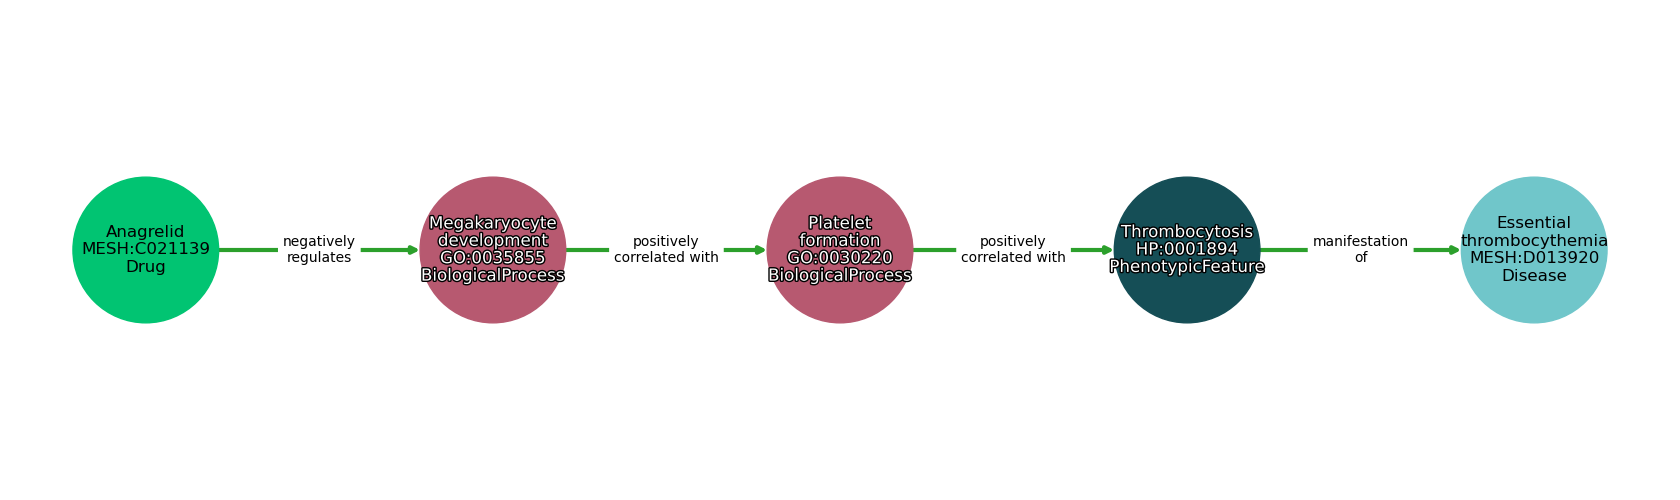 Anagrelid
MESH:C021139
Drug
negatively
regulates
Megakaryocyte
development
GO:0035855
BiologicalProcess
positively
correlated with
Platelet
formation
GO:0030220
BiologicalProcess
positively
correlated with
Thrombocytosis
HP:0001894
PhenotypicFeature
manifestation
of
Essential
thrombocythemia
MESH:D013920
Disease